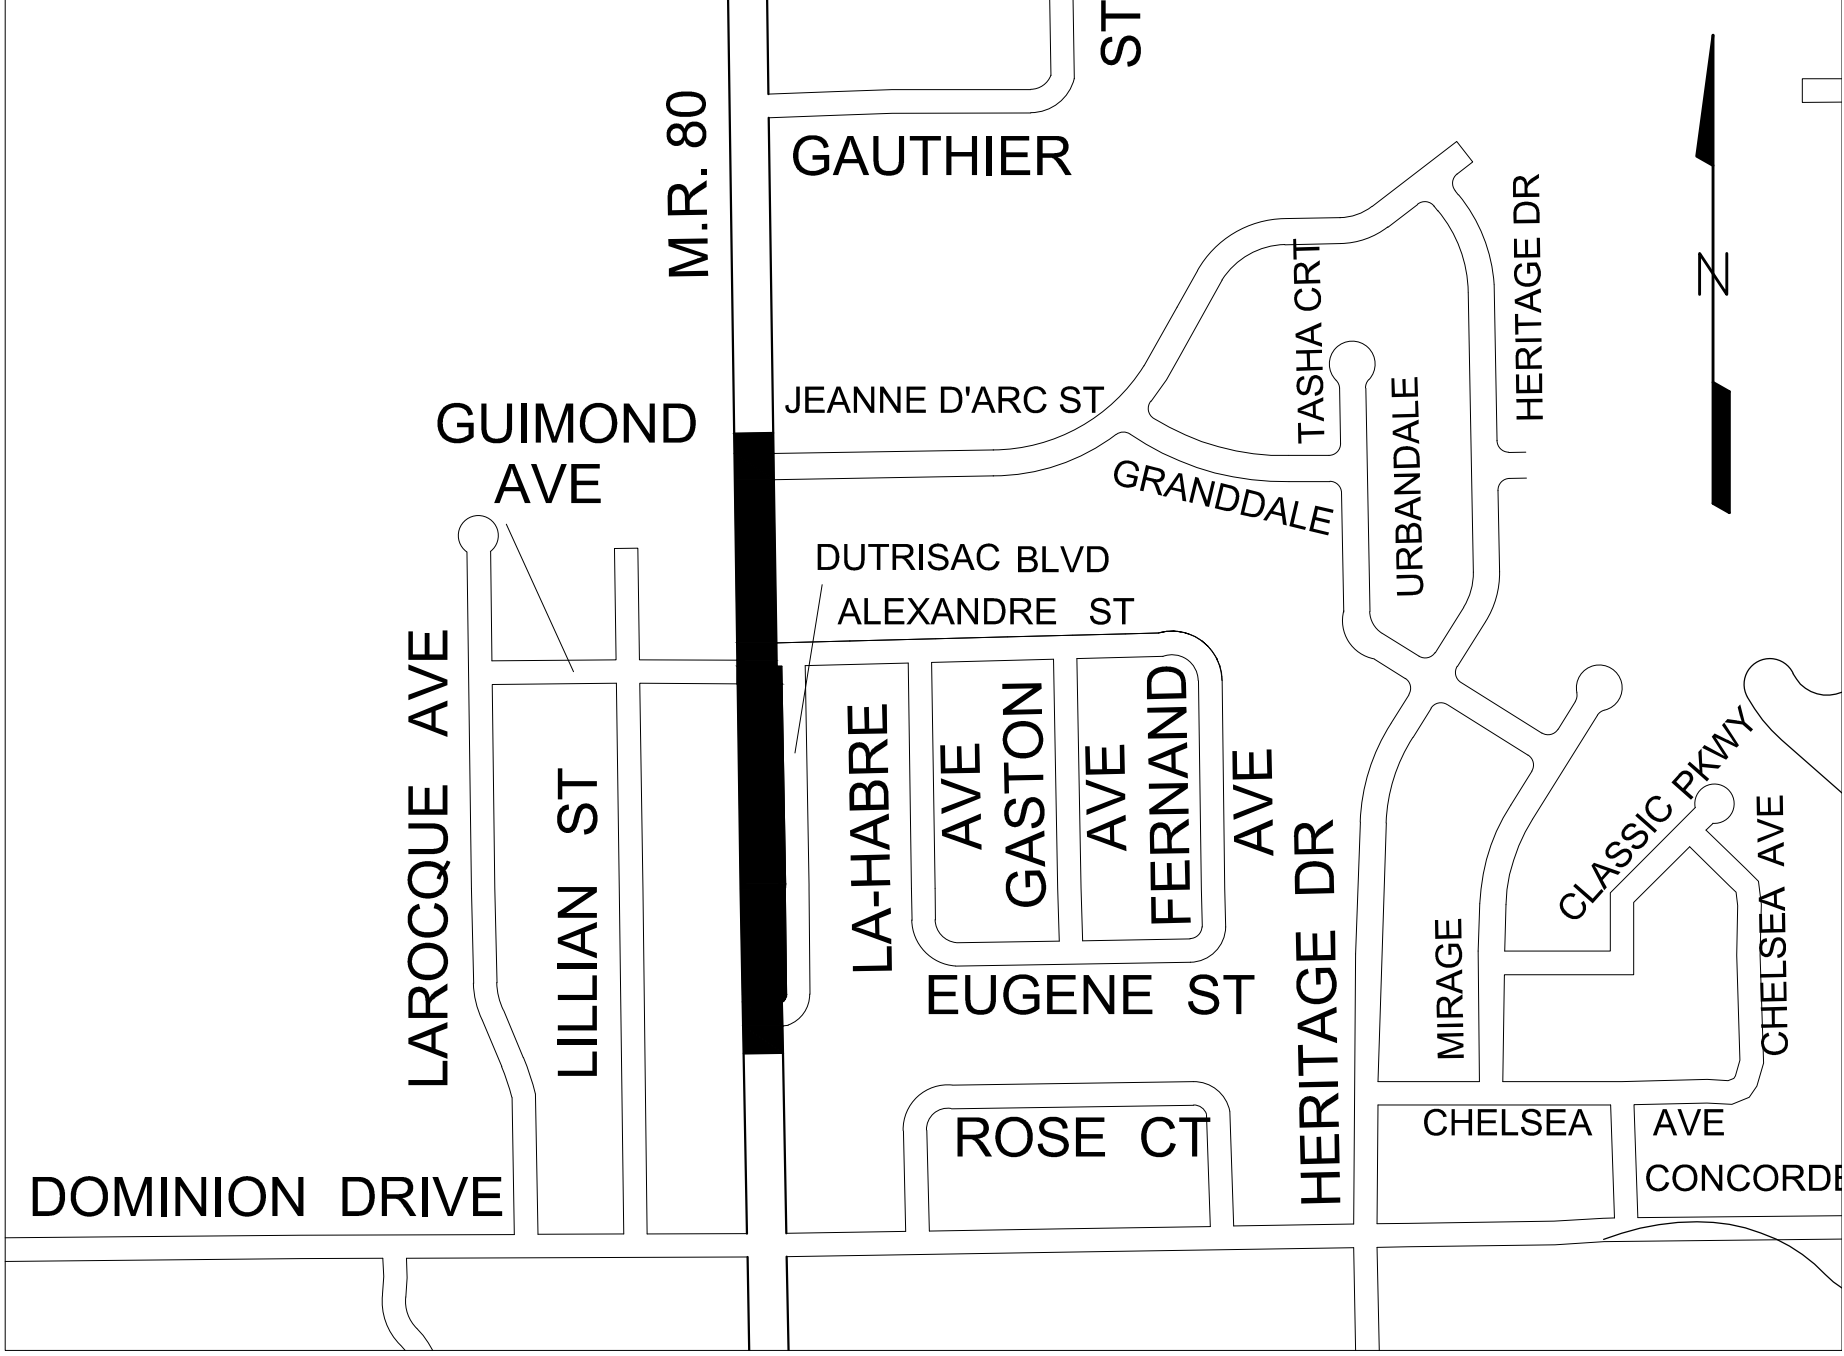 ST
M.R. 80
GAUTHIER
HERITAGE DR
TASHA CRT
N
JEANNE D'ARC ST
GUIMOND
AVE
URBANDALE
GRANDDALE
DUTRISAC BLVD
ALEXANDRE ST
LAROCQUE AVE
LILLIAN ST
LA-HABRE
AVE
GASTON
AVE
FERNAND
AVE
HERITAGE DR
CLASSIC PKWY
CHELSEA AVE
MIRAGE
EUGENE ST
ROSE CT
CHELSEA AVE
CONCORDE
DOMINION DRIVE